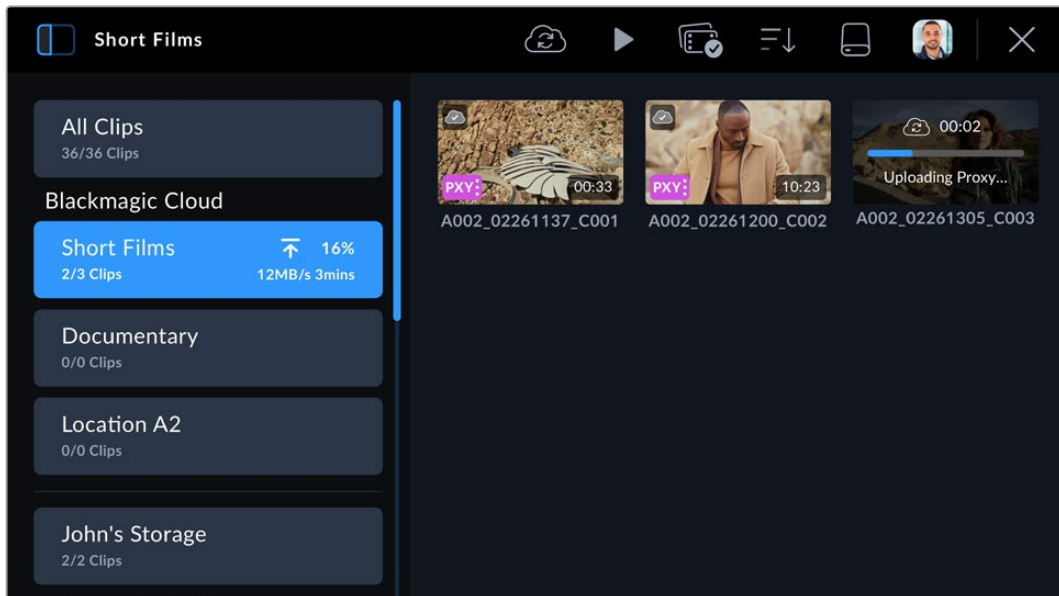 Short Films
All Clips
36/36 Clips
Blackmagic Cloud
Short Films 16%
2/3 Clips 12MB/s 3mins
Documentary
0/0 Clips
Location A2
0/0 Clips
John's Storage
2/2 Clips
PXY 00:33
A002_02261137_C001
PXY 10:23
A002_02261200_C002
00:02
Uploading Proxy...
A002_02261305_C003